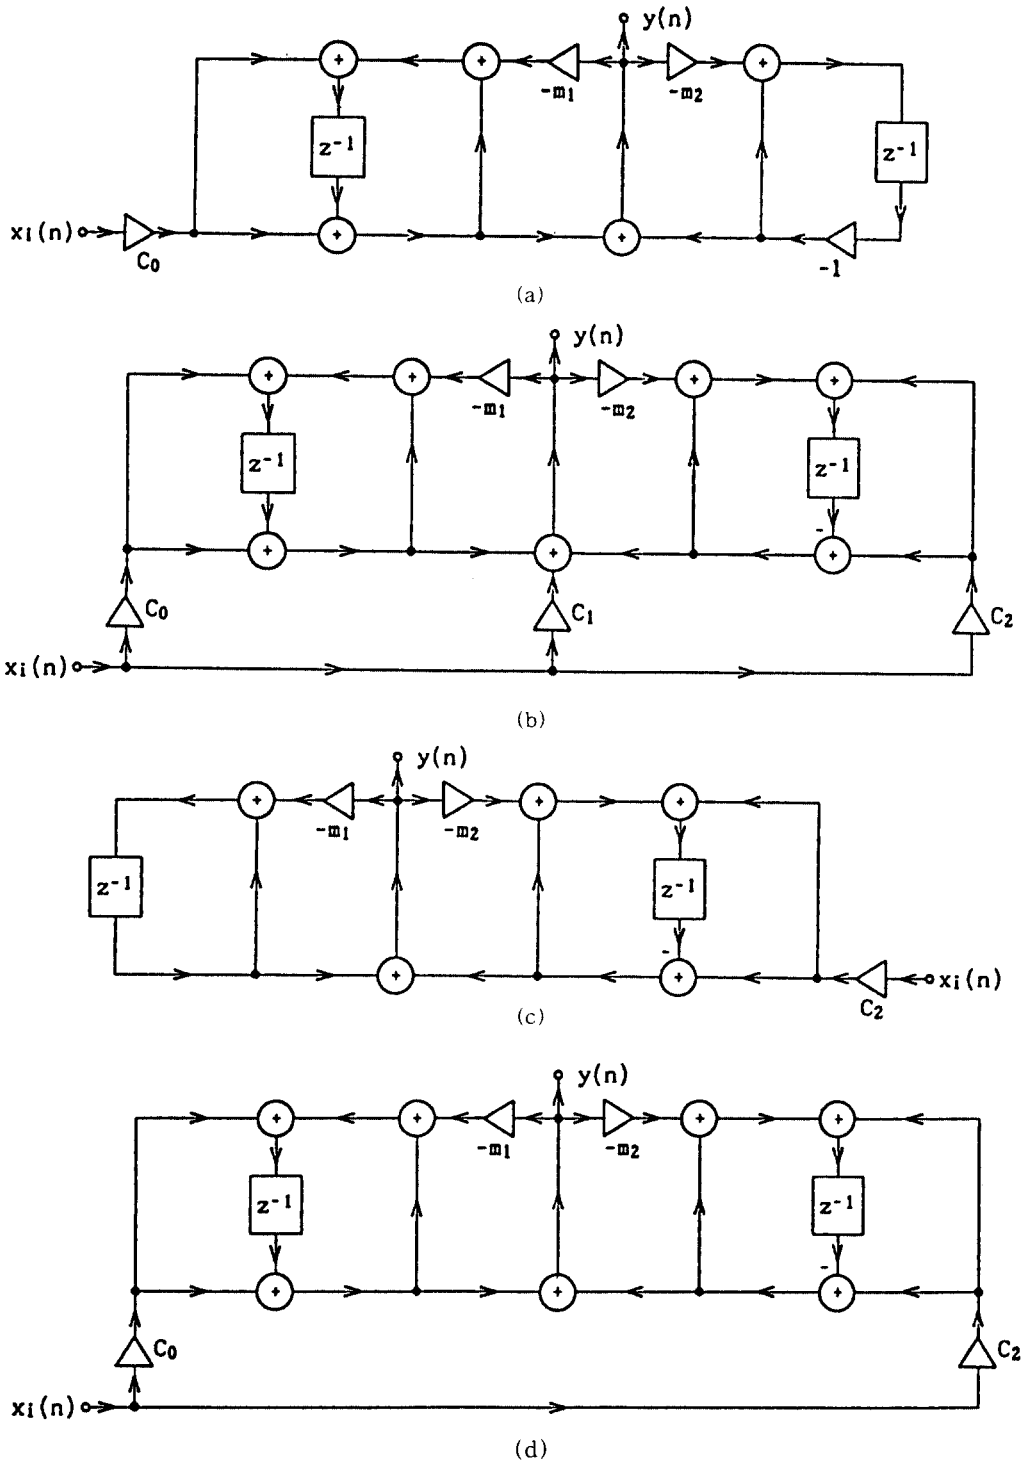 y(n)
+ + -m₁ -m₂ +
z⁻¹ z⁻¹
xᵢ(n) C₀ + + -1
(a)
y(n)
+ + -m₁ -m₂ + +
z⁻¹ z⁻¹
+ + - +
C₀ C₁ C₂
xᵢ(n)
(b)
y(n)
+ -m₁ -m₂ + +
z⁻¹ z⁻¹
+ - + C₂ xᵢ(n)
(c)
y(n)
+ + -m₁ -m₂ + +
z⁻¹ z⁻¹
+ + - +
C₀ C₂
xᵢ(n)
(d)